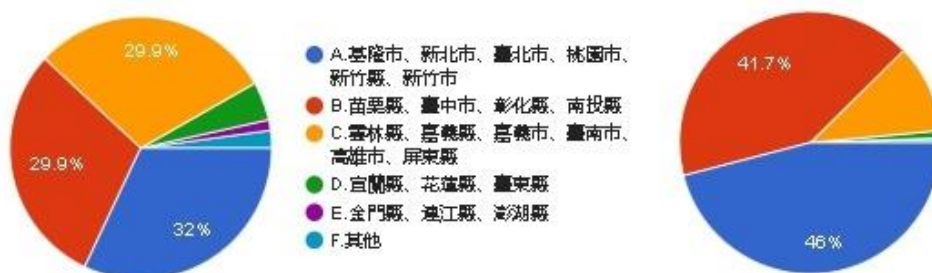 29.9%
29.9%
32%
A.基隆市、新北市、臺北市、桃園市、
新竹縣、新竹市
B.苗栗縣、臺中市、彰化縣、南投縣
C.雲林縣、嘉義縣、嘉義市、臺南市、
高雄市、屏東縣
D.宜蘭縣、花蓮縣、臺東縣
E.金門縣、連江縣、澎湖縣
F.其他
41.7%
46%